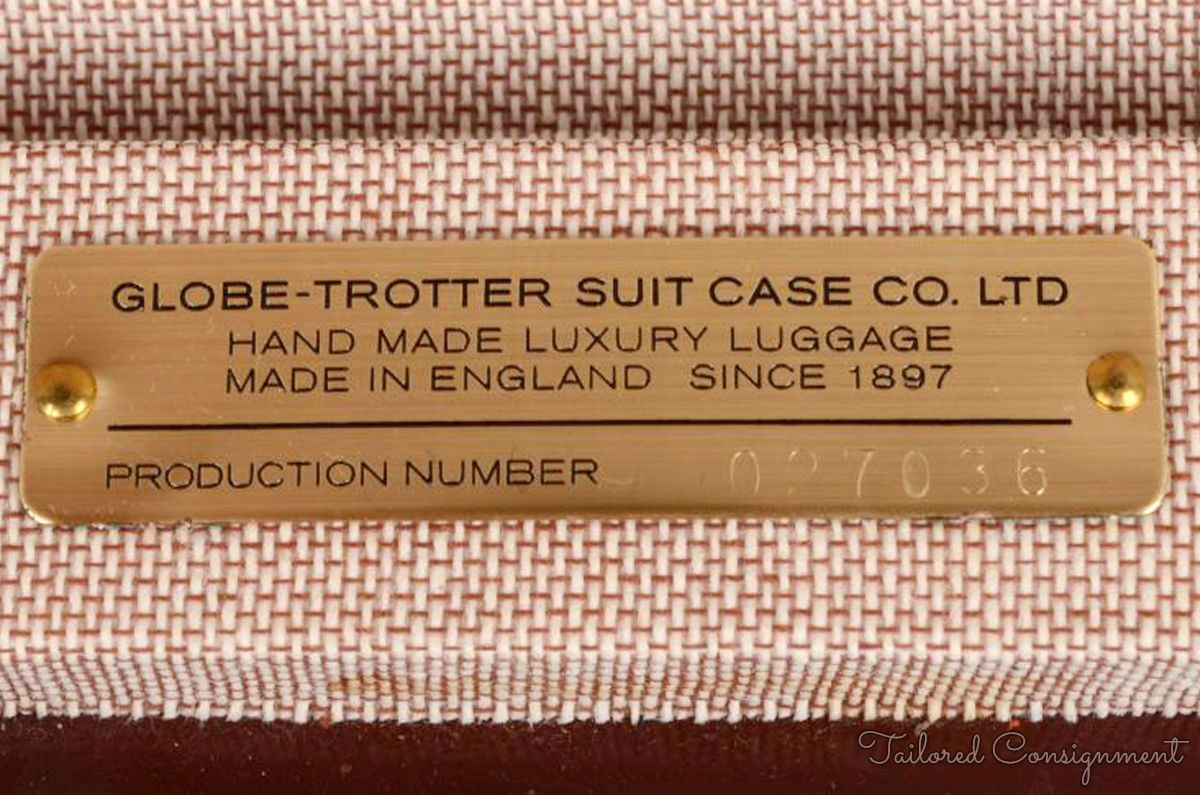 GLOBE-TROTTER SUIT CASE CO. LTD
HAND MADE LUXURY LUGGAGE
MADE IN ENGLAND SINCE 1897
PRODUCTION NUMBER 027036
Tailored Consignment